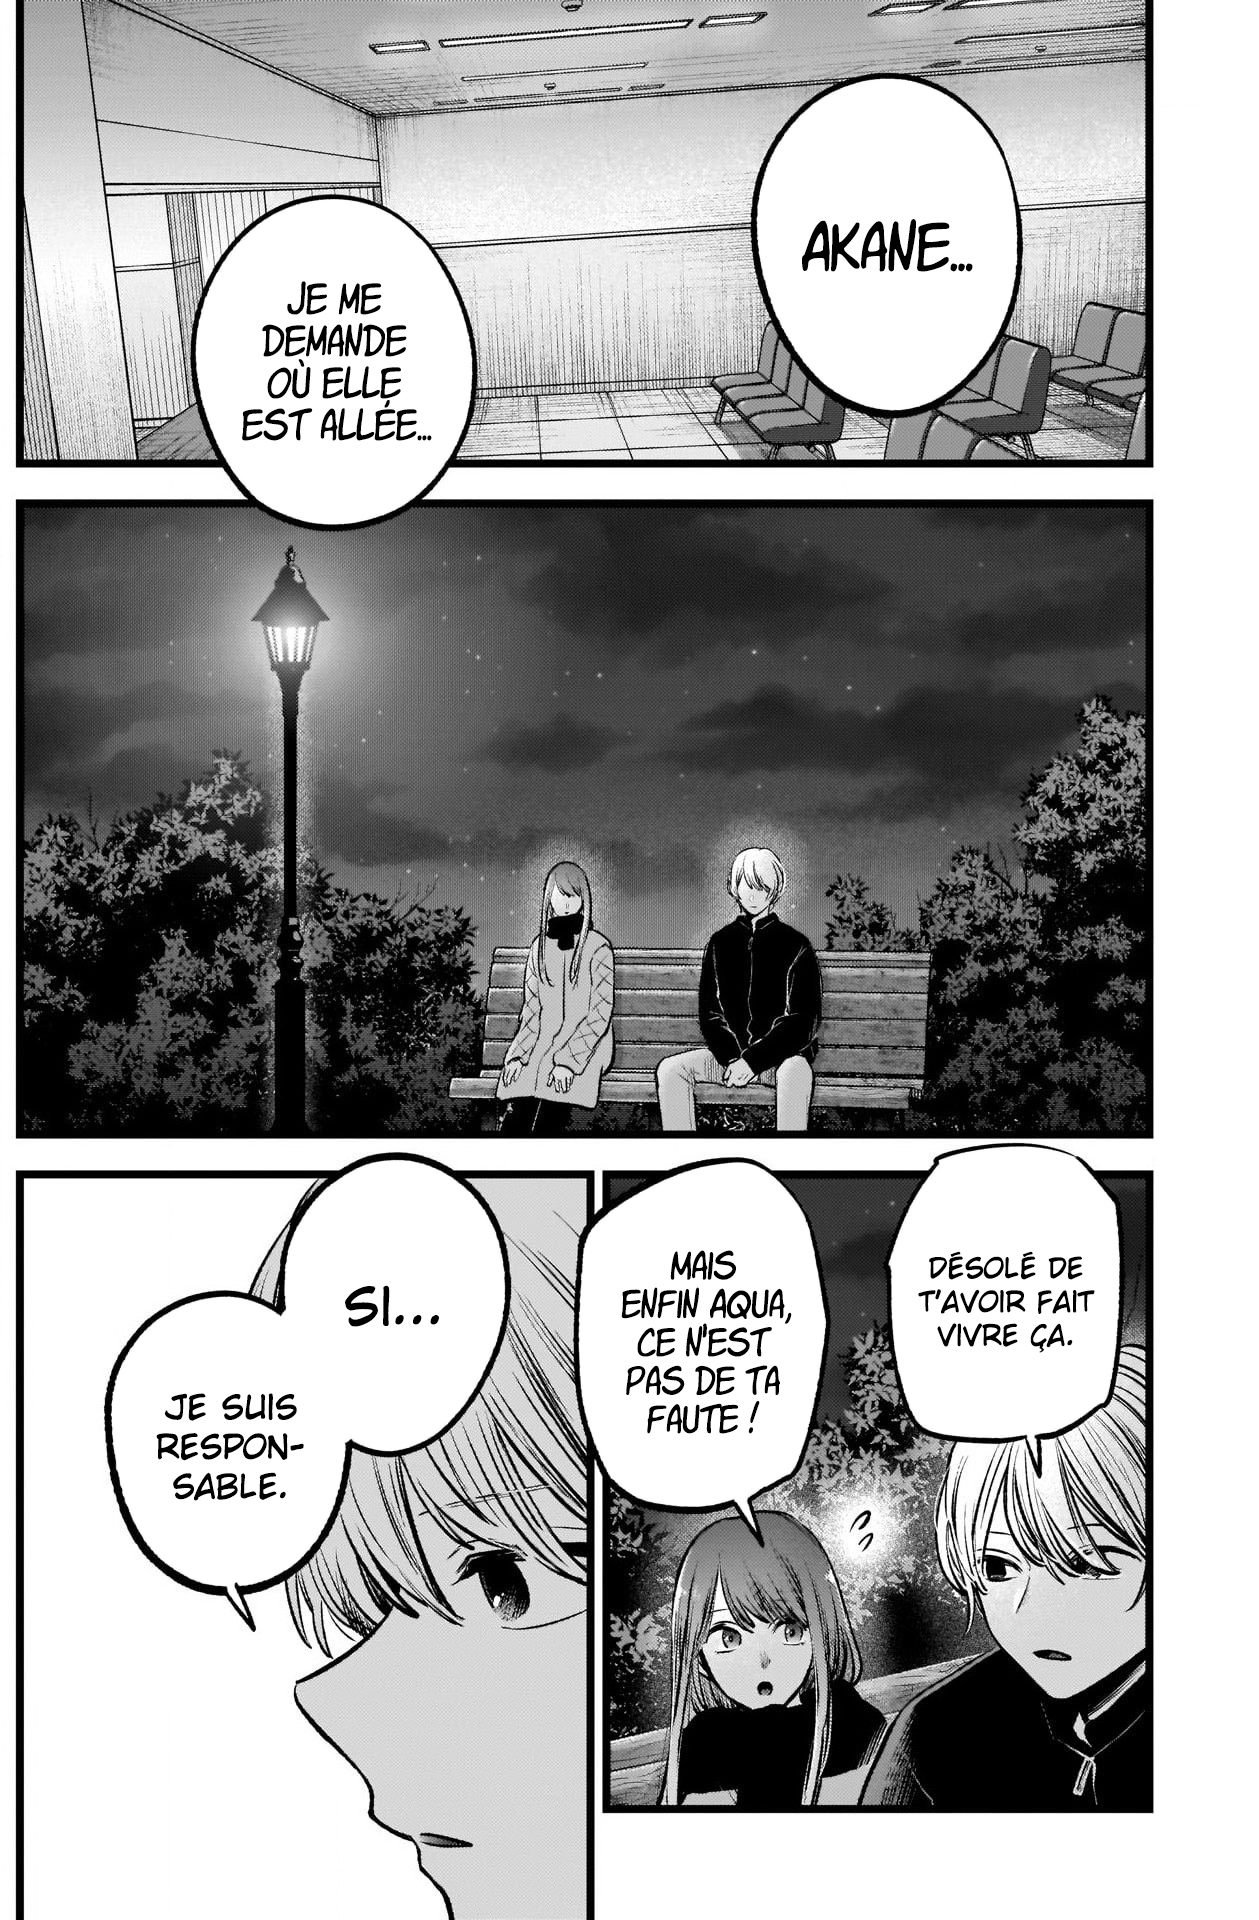 AKANE...
JE ME
DEMANDE
OÙ ELLE
EST ALLÉE...
DÉSOLÉ DE
T'AVOIR FAIT
VIVRE ÇA.
MAIS
ENFIN AQUA,
CE N'EST
PAS DE TA
FAUTE !
SI...
JE SUIS
RESPON-
SABLE.